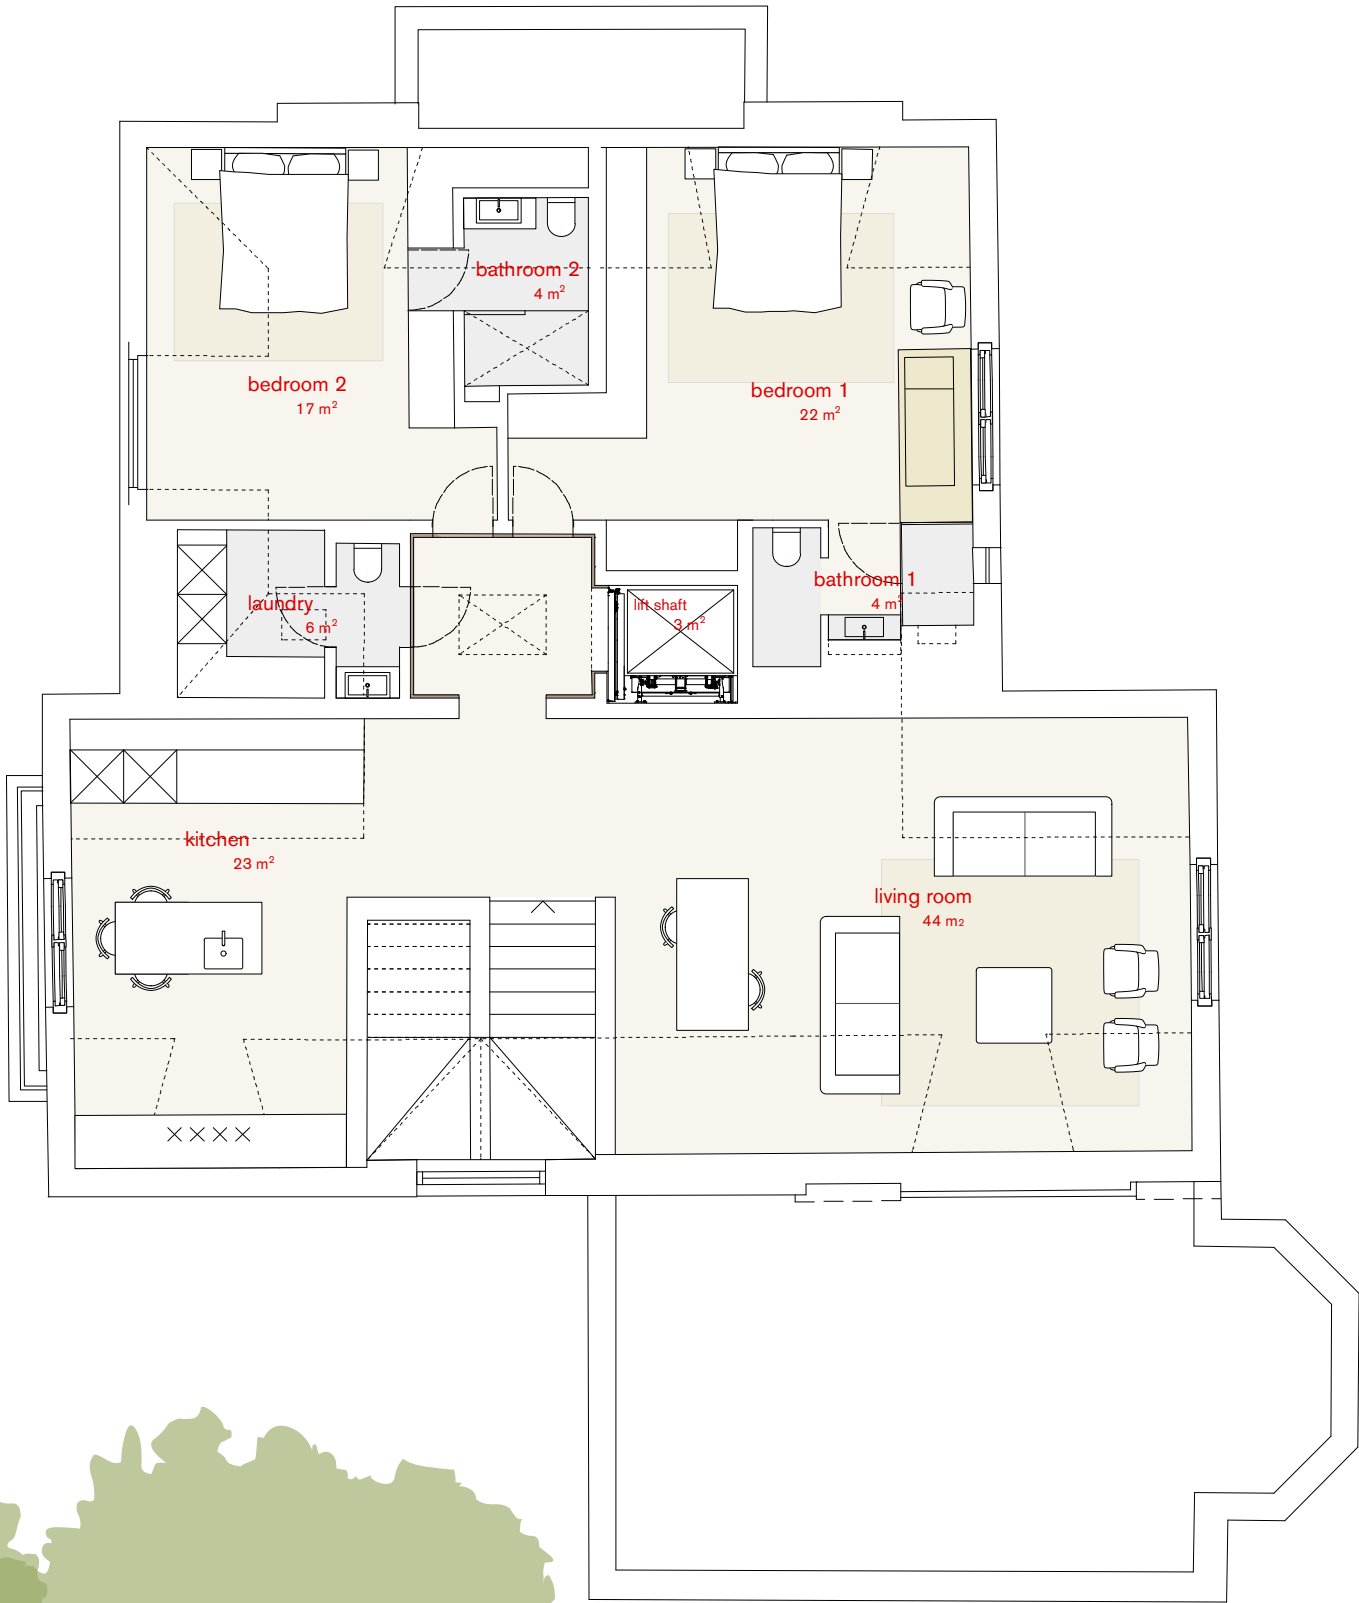 bathroom 2
4 m²
bedroom 2
17 m²
bedroom 1
22 m²
bathroom 1
4 m²
laundry
6 m²
lift shaft
3 m²
kitchen
23 m²
living room
44 m₂